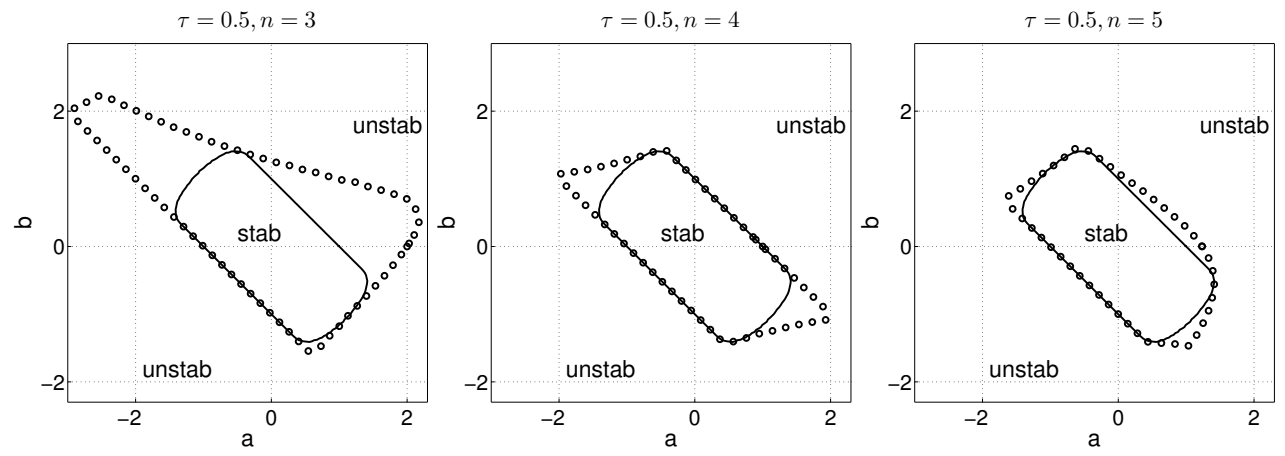 τ = 0.5, n = 3
2
0
−2
−2
0
2
a
b
unstab
stab
unstab
τ = 0.5, n = 4
2
0
−2
−2
0
2
a
b
unstab
stab
unstab
τ = 0.5, n = 5
2
0
−2
−2
0
2
a
b
unstab
stab
unstab